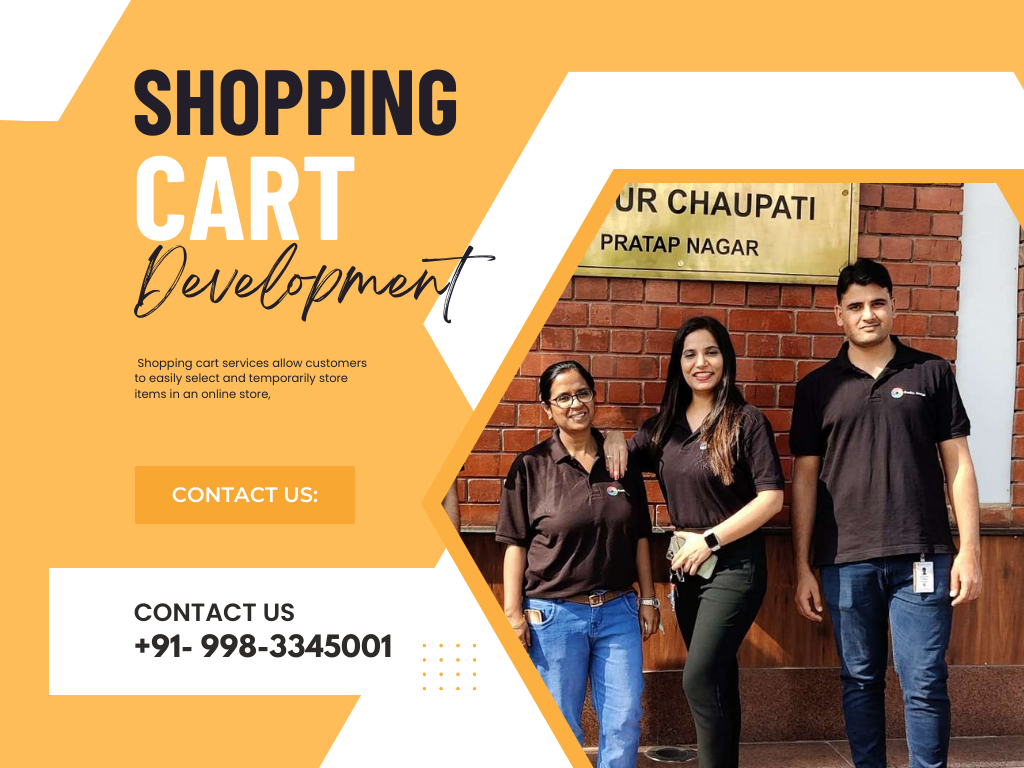 SHOPPING
CART
Development
Shopping cart services allow customers
to easily select and temporarily store
items in an online store,
CONTACT US:
CONTACT US
+91- 998-3345001
UR CHAUPATI
PRATAP NAGAR